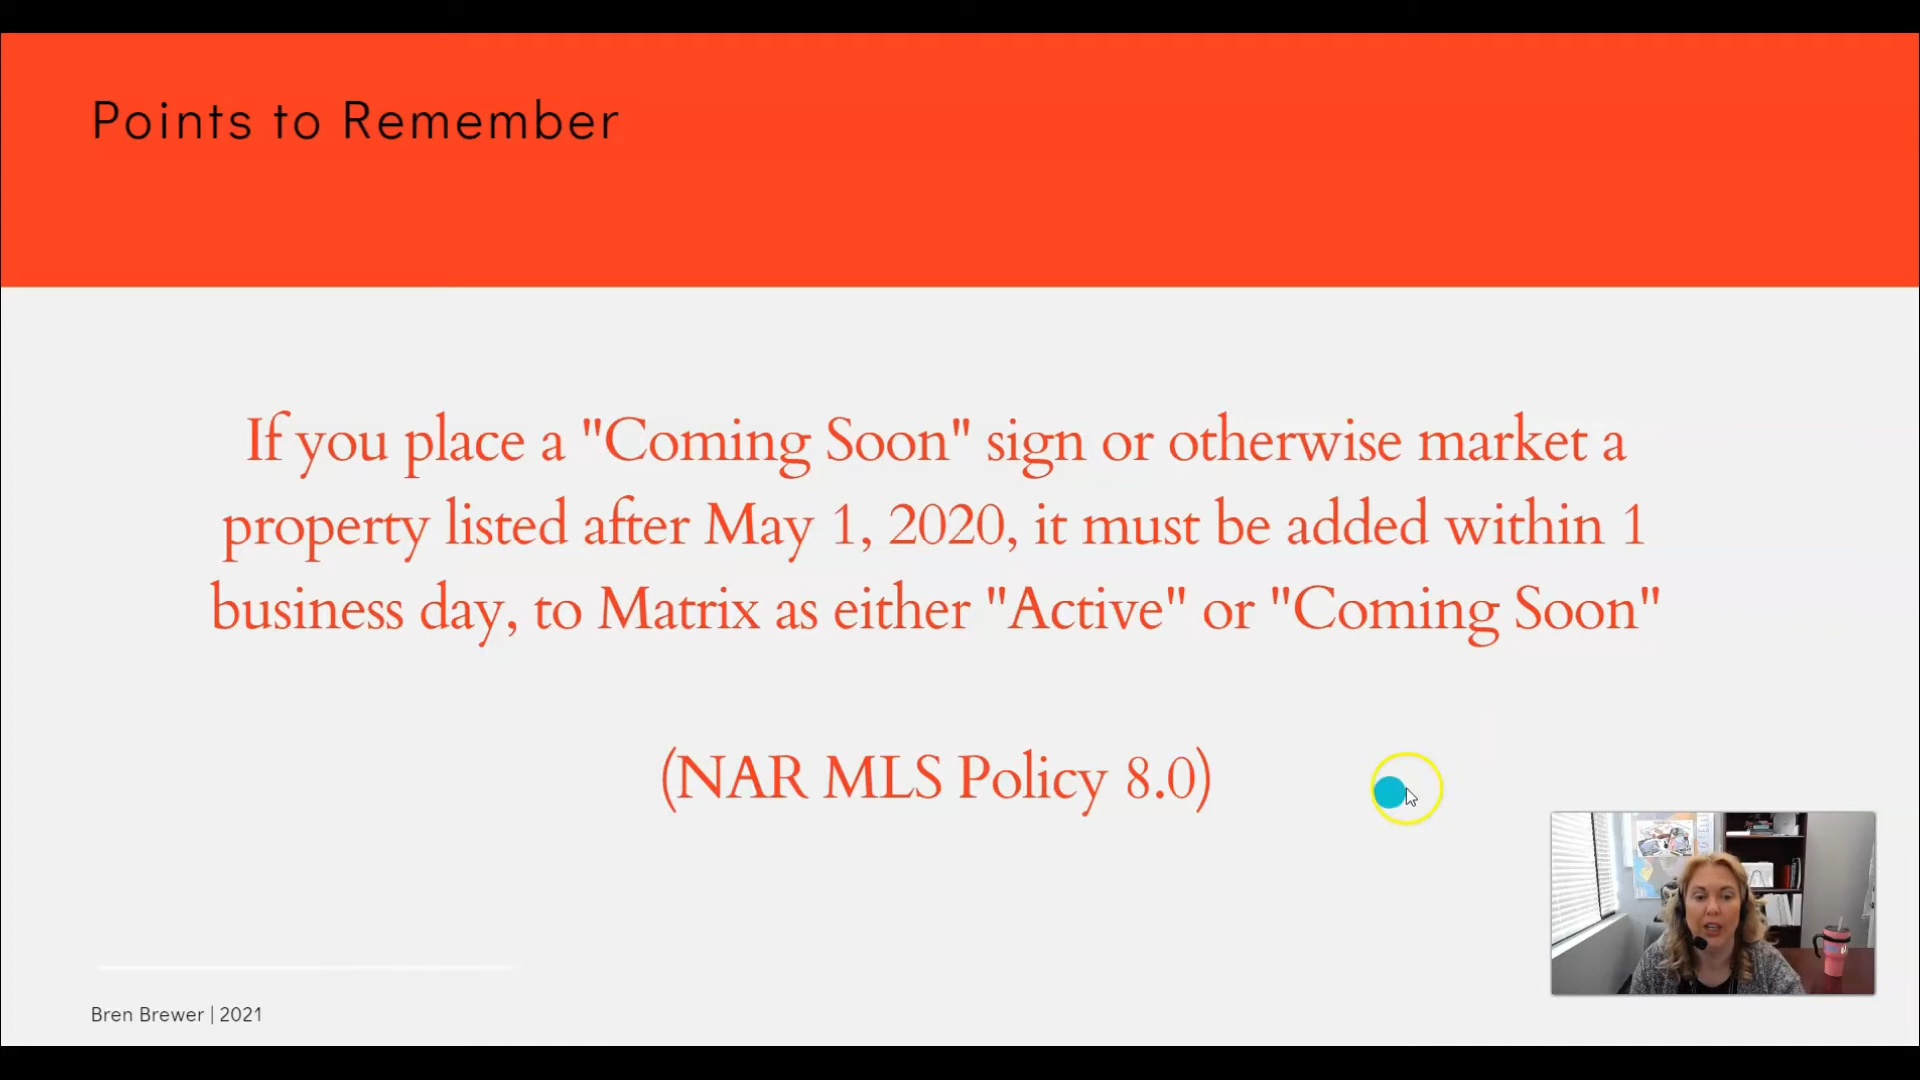 Points to Remember
If you place a "Coming Soon" sign or otherwise market a
property listed after May 1, 2020, it must be added within 1
business day, to Matrix as either "Active" or "Coming Soon"
(NAR MLS Policy 8.0)
Bren Brewer | 2021